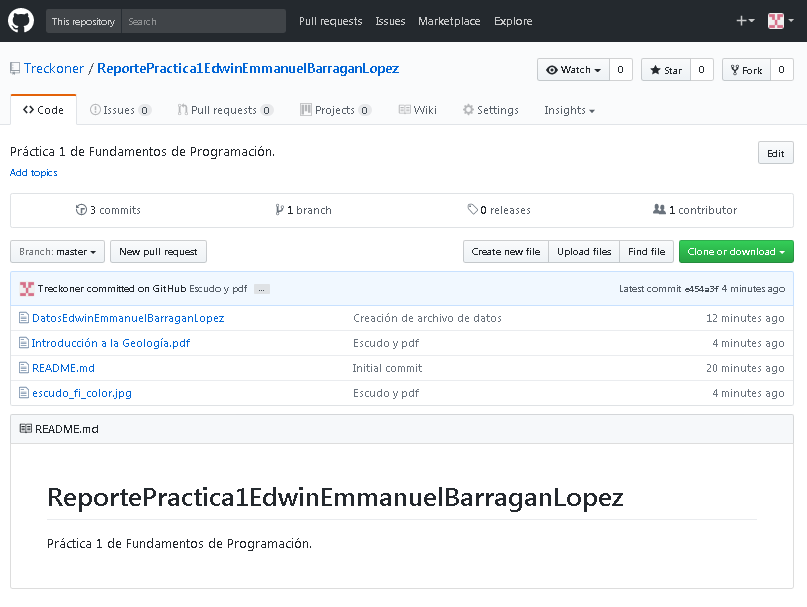 This repository Search Pull requests Issues Marketplace Explore
Treckoner / ReportePractica1EdwinEmmanuelBarraganLopez Watch 0 Star 0 Fork 0
Code Issues 0 Pull requests 0 Projects 0 Wiki Settings Insights
Práctica 1 de Fundamentos de Programación. Edit
Add topics
3 commits 1 branch 0 releases 1 contributor
Branch: master New pull request Create new file Upload files Find file Clone or download
Treckoner committed on GitHub Escudo y pdf ... Latest commit e454a3f 4 minutes ago
DatosEdwinEmmanuelBarraganLopez Creación de archivo de datos 12 minutes ago
Introducción a la Geología.pdf Escudo y pdf 4 minutes ago
README.md Initial commit 20 minutes ago
escudo_fi_color.jpg Escudo y pdf 4 minutes ago
README.md
ReportePractica1EdwinEmmanuelBarraganLopez
Práctica 1 de Fundamentos de Programación.